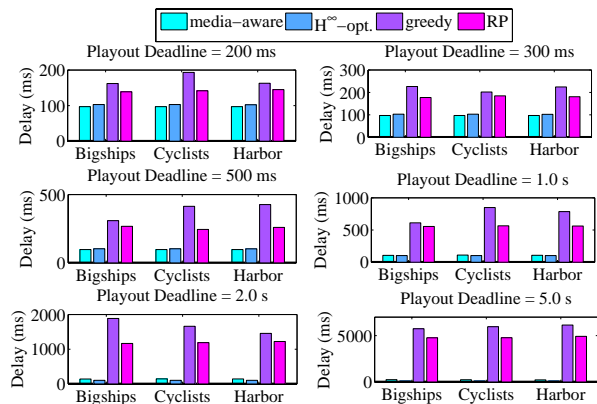 media-aware H∞-opt. greedy RP
Playout Deadline = 200 ms
200
100
0
Delay (ms)
Bigships Cyclists Harbor
Playout Deadline = 300 ms
300
200
100
0
Delay (ms)
Bigships Cyclists Harbor
Playout Deadline = 500 ms
500
0
Delay (ms)
Bigships Cyclists Harbor
Playout Deadline = 1.0 s
1000
500
0
Delay (ms)
Bigships Cyclists Harbor
Playout Deadline = 2.0 s
2000
1000
0
Delay (ms)
Bigships Cyclists Harbor
Playout Deadline = 5.0 s
5000
0
Delay (ms)
Bigships Cyclists Harbor